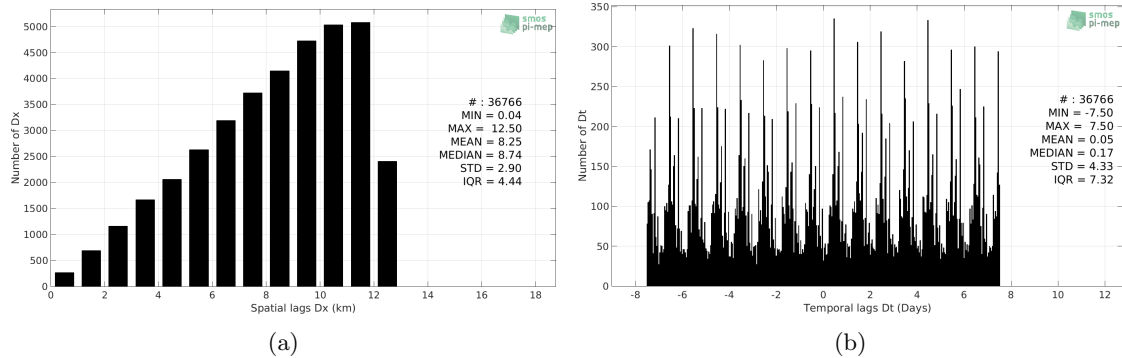 5000
4500
4000
3500
3000
2500
2000
1500
1000
500
0
Number of Dx
0 2 4 6 8 10 12 14 16 18
Spatial lags Dx (km)
smos
pi-mep
# : 36766
MIN = 0.04
MAX = 12.50
MEAN = 8.25
MEDIAN = 8.74
STD = 2.90
IQR = 4.44
(a)
350
300
250
200
150
100
50
0
Number of Dt
-8 -6 -4 -2 0 2 4 6 8 10 12
Temporal lags Dt (Days)
smos
pi-mep
# : 36766
MIN = -7.50
MAX = 7.50
MEAN = 0.05
MEDIAN = 0.17
STD = 4.33
IQR = 7.32
(b)